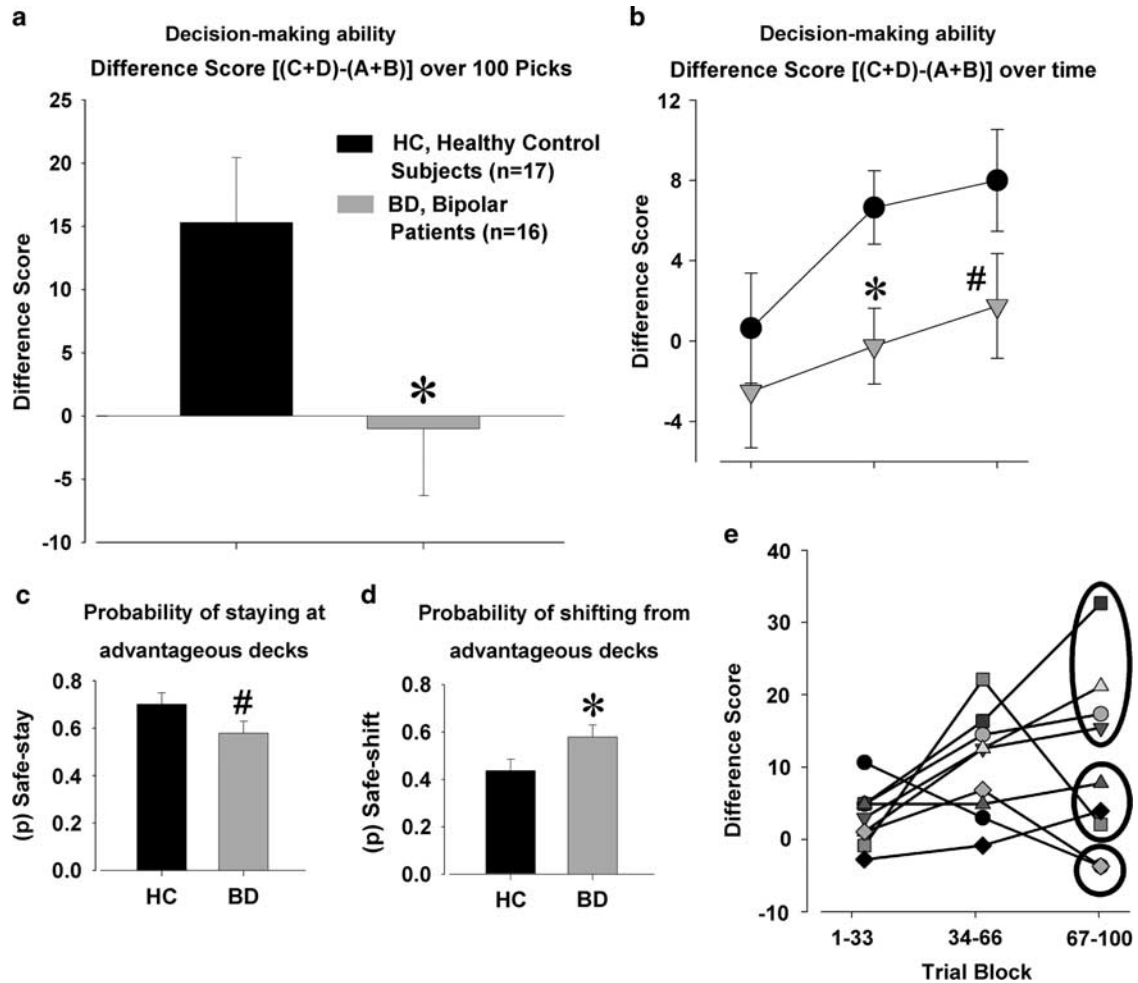 a
Decision-making ability
Difference Score [(C+D)-(A+B)] over 100 Picks
25
20
15
10
5
0
-5
-10
Difference Score
HC, Healthy Control
Subjects (n=17)
BD, Bipolar
Patients (n=16)
*
b
Decision-making ability
Difference Score [(C+D)-(A+B)] over time
12
8
4
0
-4
Difference Score
*
#
c
Probability of staying at
advantageous decks
0.8
0.6
0.4
0.2
0.0
(p) Safe-stay
#
HC BD
d
Probability of shifting from
advantageous decks
0.8
0.6
0.4
0.2
0.0
(p) Safe-shift
*
HC BD
e
40
30
20
10
0
-10
Difference Score
1-33 34-66 67-100
Trial Block